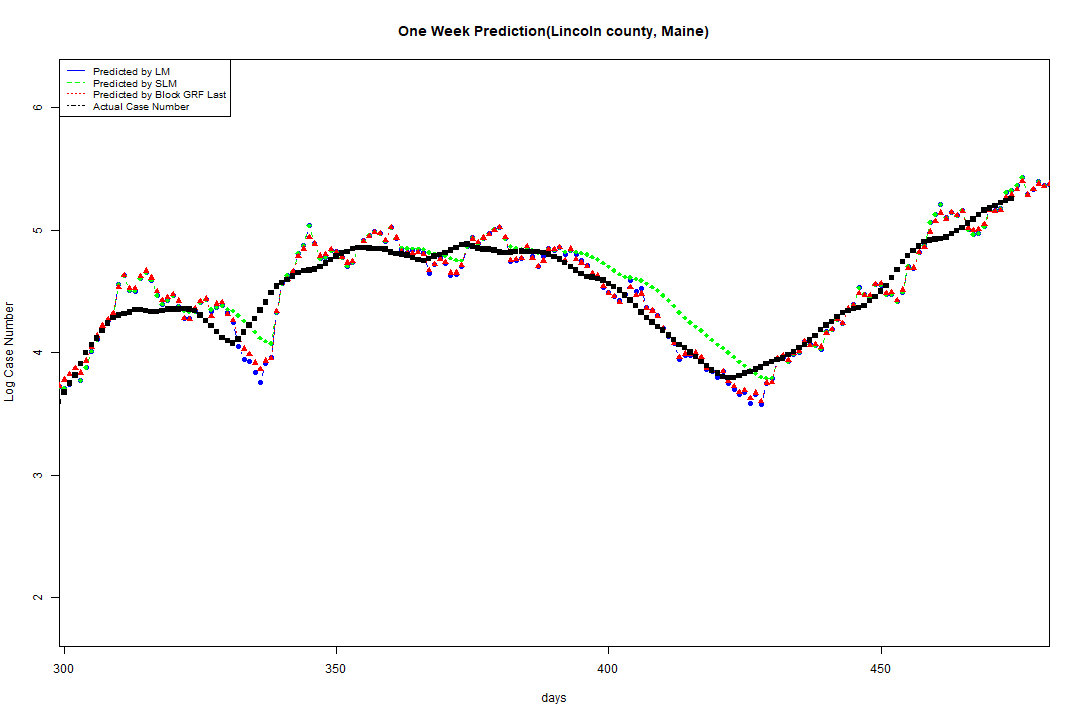 One Week Prediction(Lincoln county, Maine)
Predicted by LM
Predicted by SLM
Predicted by Block GRF Last
Actual Case Number
Log Case Number
6
5
4
3
2
300 350 400 450
days